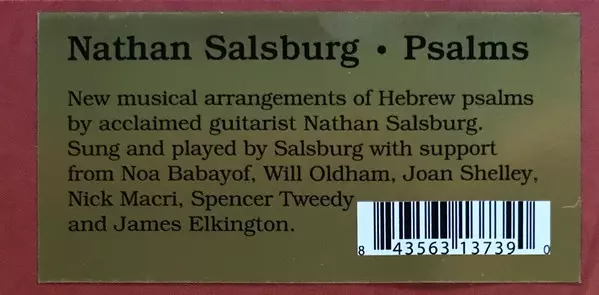 Nathan Salsburg • Psalms
New musical arrangements of Hebrew psalms
by acclaimed guitarist Nathan Salsburg.
Sung and played by Salsburg with support
from Noa Babayof, Will Oldham, Joan Shelley,
Nick Macri, Spencer Tweedy
and James Elkington.
8 43563 13739 0